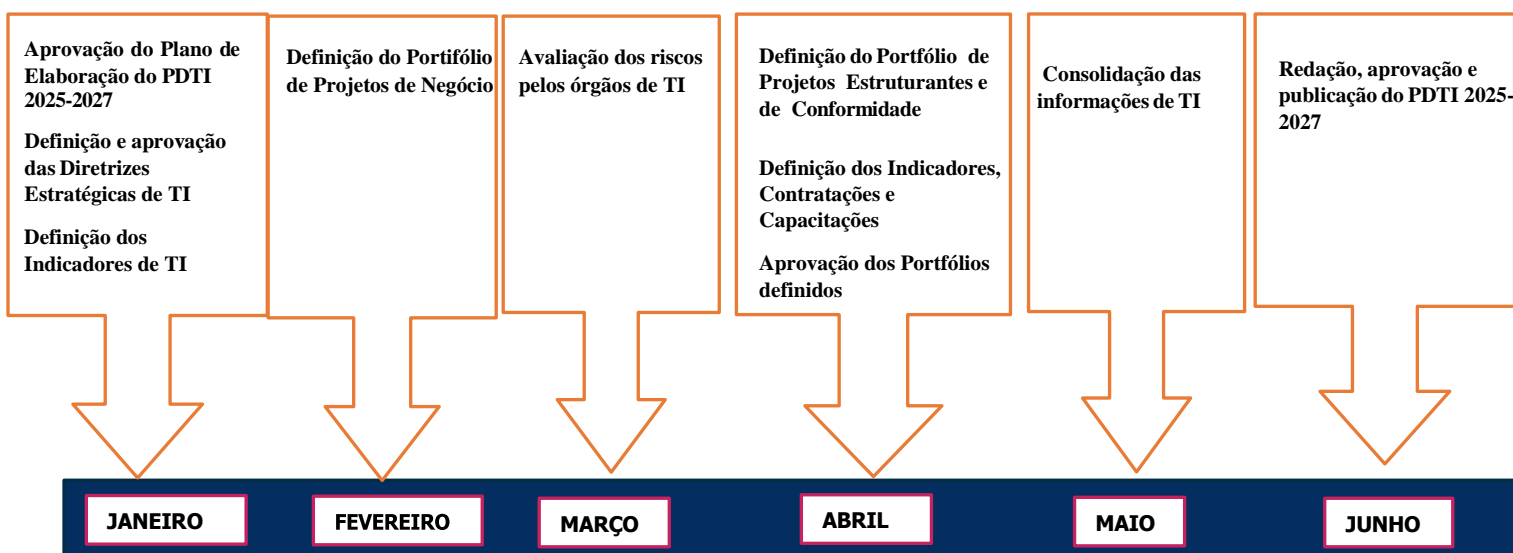 Aprovação do Plano de
Elaboração do PDTI
2025-2027
Definição e aprovação
das Diretrizes
Estratégicas de TI
Definição dos
Indicadores de TI
Definição do Portifólio
de Projetos de Negócio
Avaliação dos riscos
pelos órgãos de TI
Definição do Portfólio de
Projetos Estruturantes e
de Conformidade
Definição dos Indicadores,
Contratações e
Capacitações
Aprovação dos Portfólios
definidos
Consolidação das
informações de TI
Redação, aprovação e
publicação do PDTI 2025-
2027
JANEIRO
FEVEREIRO
MARÇO
ABRIL
MAIO
JUNHO